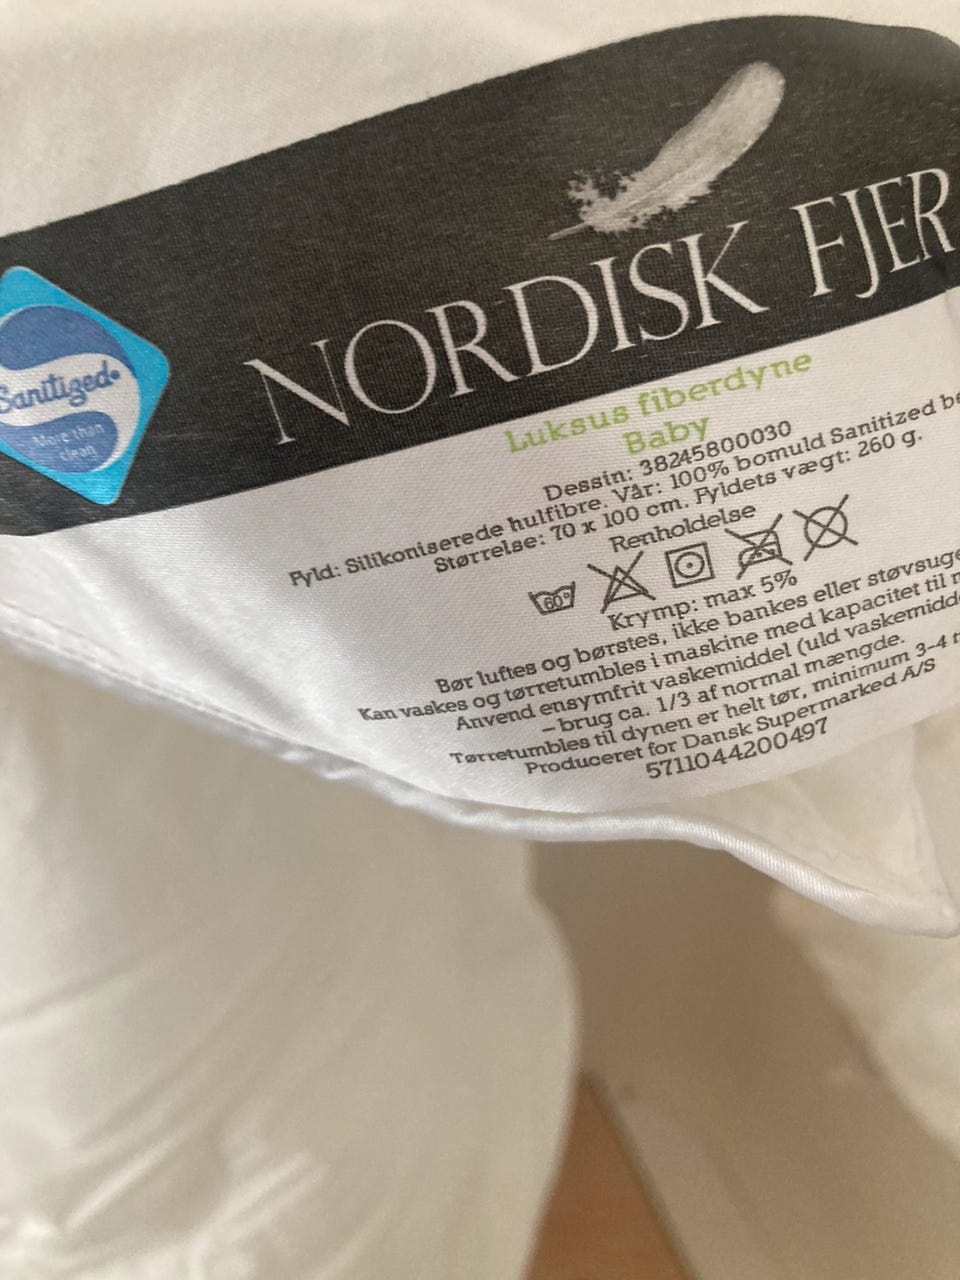 NORDISK FJER
Sanitized
More than
clean
Luksus fiberdyne
Baby
Dessin: 38245800030
Fyld: Silikoniserede hulfibre. Vår: 100% bomuld Sanitized
Størrelse: 70 x 100 cm. Fyldets vægt: 260 g.
Renholdelse
60°
Krymp: max 5%
Bør luftes og børstes, ikke bankes eller
Kan vaskes og tørretumbles i maskine med kapacitet til
Anvend ensymfrit vaskemiddel (uld
– brug ca. 1/3 af normal mængde.
Tørretumbles til dynen er helt tør, minimum 3-4
Produceret for Dansk Supermarked A/S
5711044200497